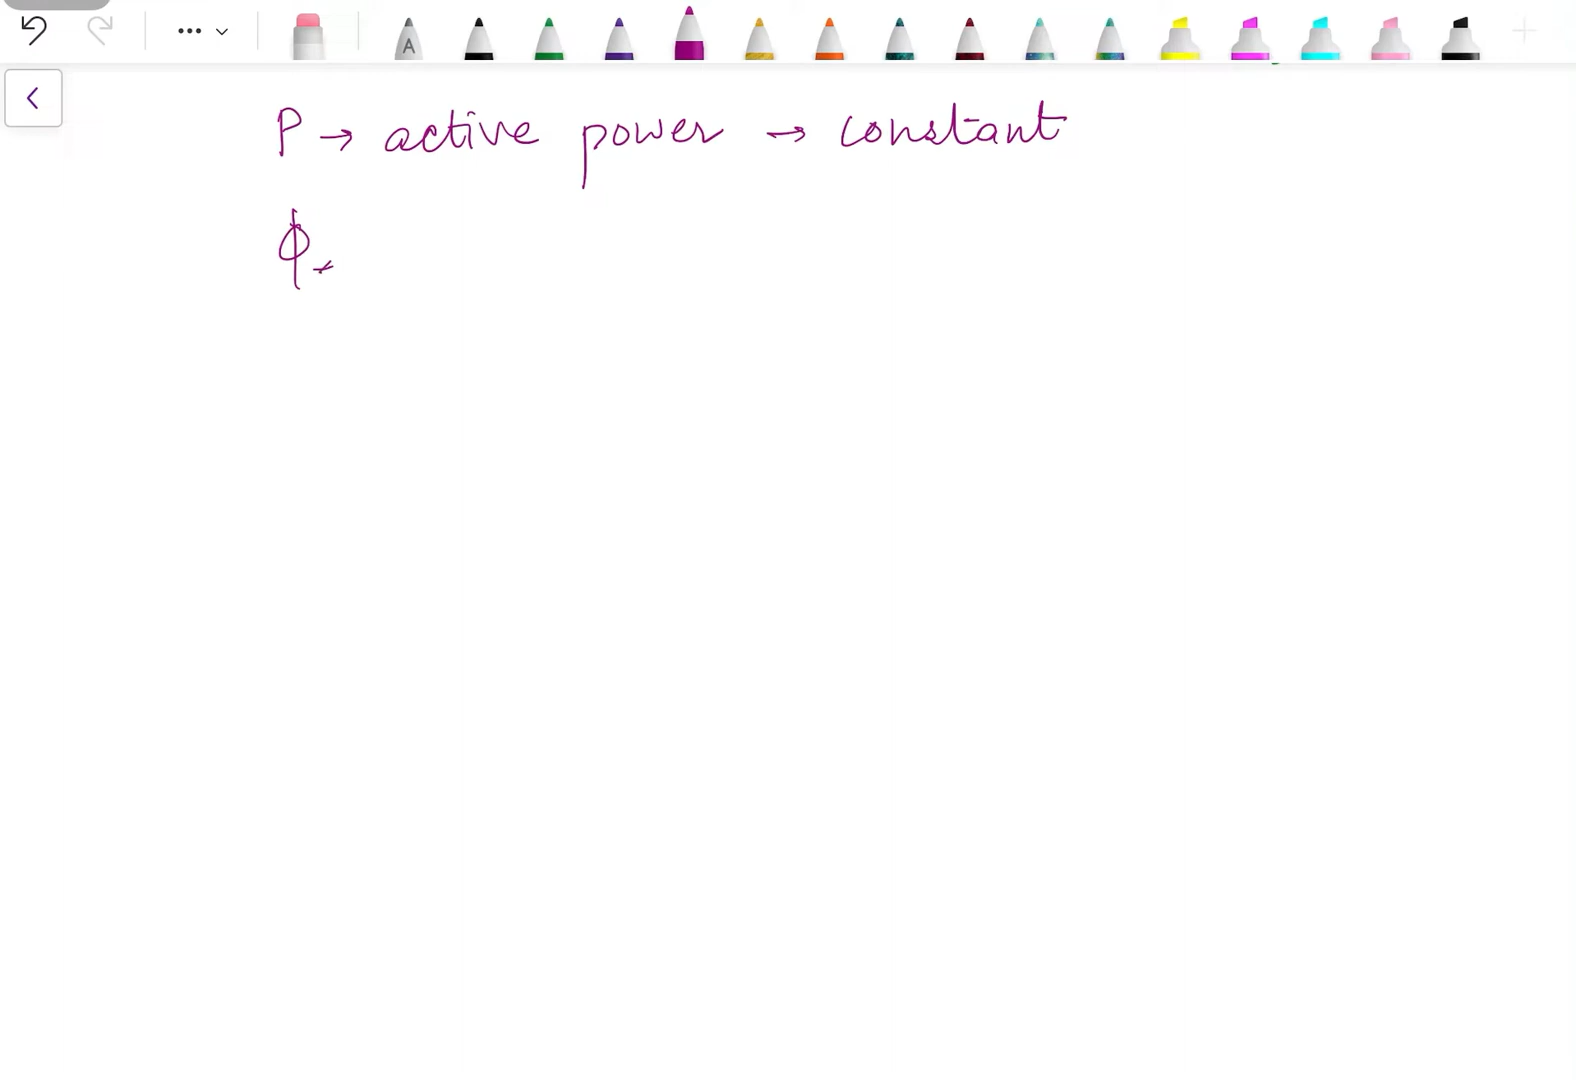 A
P → active power → constant
ϕ